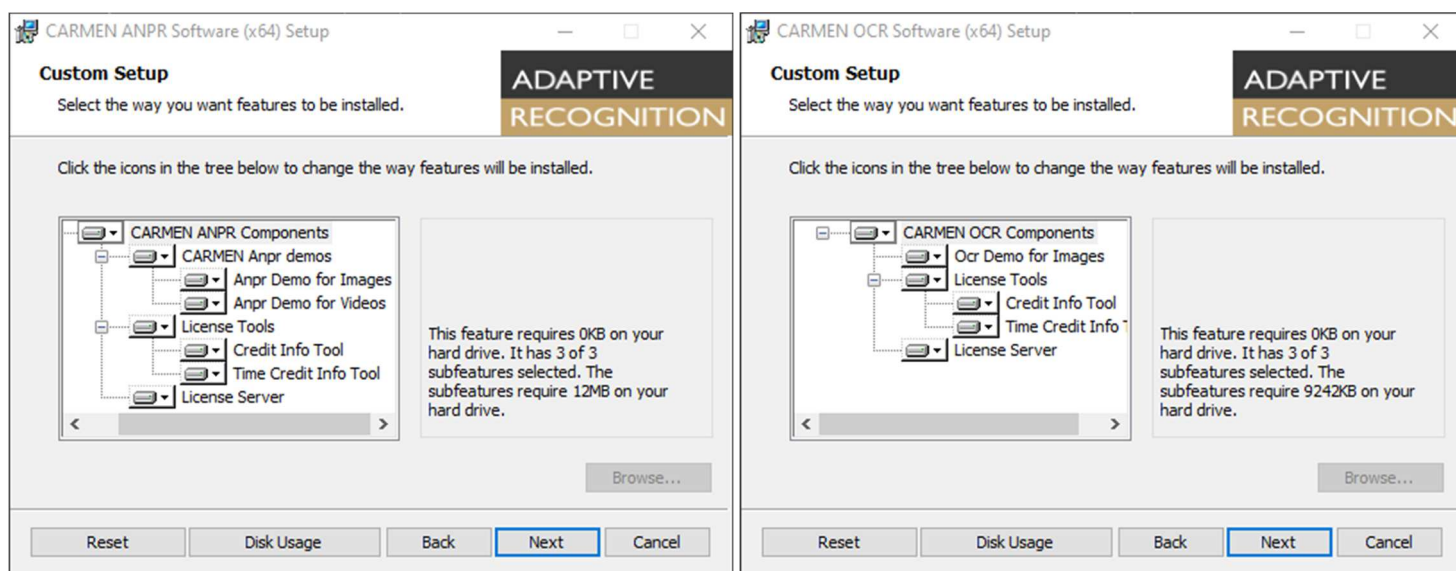 CARMEN ANPR Software (x64) Setup
Custom Setup
Select the way you want features to be installed.
ADAPTIVE
RECOGNITION
Click the icons in the tree below to change the way features will be installed.
CARMEN ANPR Components
CARMEN Anpr demos
Anpr Demo for Images
Anpr Demo for Videos
License Tools
Credit Info Tool
Time Credit Info Tool
License Server
This feature requires 0KB on your
hard drive. It has 3 of 3
subfeatures selected. The
subfeatures require 12MB on your
hard drive.
Browse...
Reset
Disk Usage
Back
Next
Cancel
CARMEN OCR Software (x64) Setup
Custom Setup
Select the way you want features to be installed.
ADAPTIVE
RECOGNITION
Click the icons in the tree below to change the way features will be installed.
CARMEN OCR Components
Ocr Demo for Images
License Tools
Credit Info Tool
Time Credit Info
License Server
This feature requires 0KB on your
hard drive. It has 3 of 3
subfeatures selected. The
subfeatures require 9242KB on your
hard drive.
Browse...
Reset
Disk Usage
Back
Next
Cancel